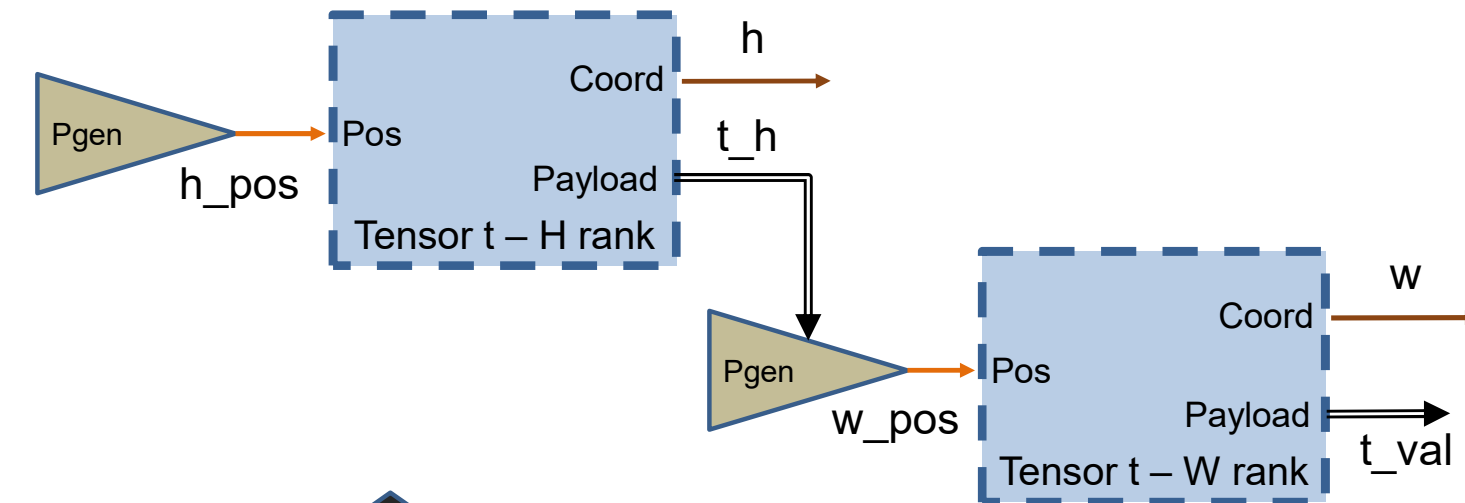 h
Coord
Pgen
Pos
t_h
h_pos
Payload
Tensor t – H rank
w
Coord
Pgen
Pos
w_pos
Payload
t_val
Tensor t – W rank